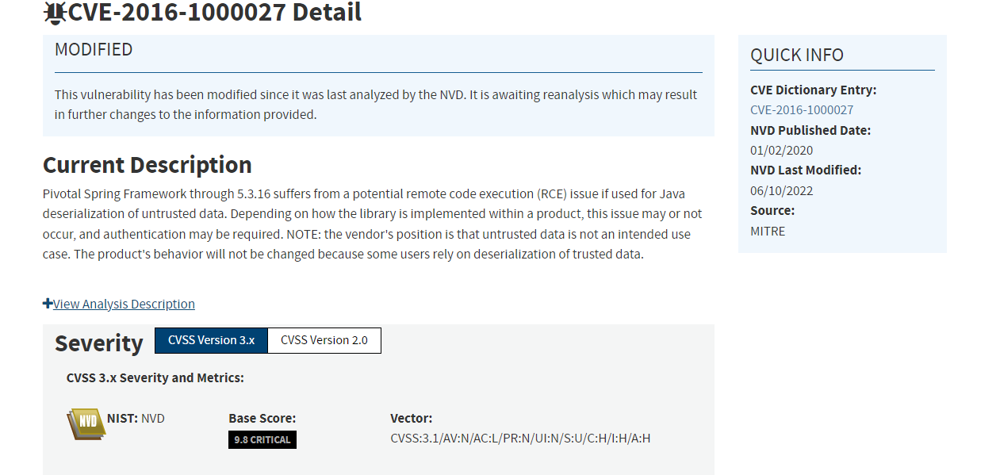 CVE-2016-1000027 Detail
MODIFIED
This vulnerability has been modified since it was last analyzed by the NVD. It is awaiting reanalysis which may result
in further changes to the information provided.
Current Description
Pivotal Spring Framework through 5.3.16 suffers from a potential remote code execution (RCE) issue if used for Java
deserialization of untrusted data. Depending on how the library is implemented within a product, this issue may or not
occur, and authentication may be required. NOTE: the vendor's position is that untrusted data is not an intended use
case. The product's behavior will not be changed because some users rely on deserialization of trusted data.
View Analysis Description
Severity CVSS Version 3.x CVSS Version 2.0
CVSS 3.x Severity and Metrics:
NVD NIST: NVD Base Score: Vector:
9.8 CRITICAL CVSS:3.1/AV:N/AC:L/PR:N/UI:N/S:U/C:H/I:H/A:H
QUICK INFO
CVE Dictionary Entry:
CVE-2016-1000027
NVD Published Date:
01/02/2020
NVD Last Modified:
06/10/2022
Source:
MITRE